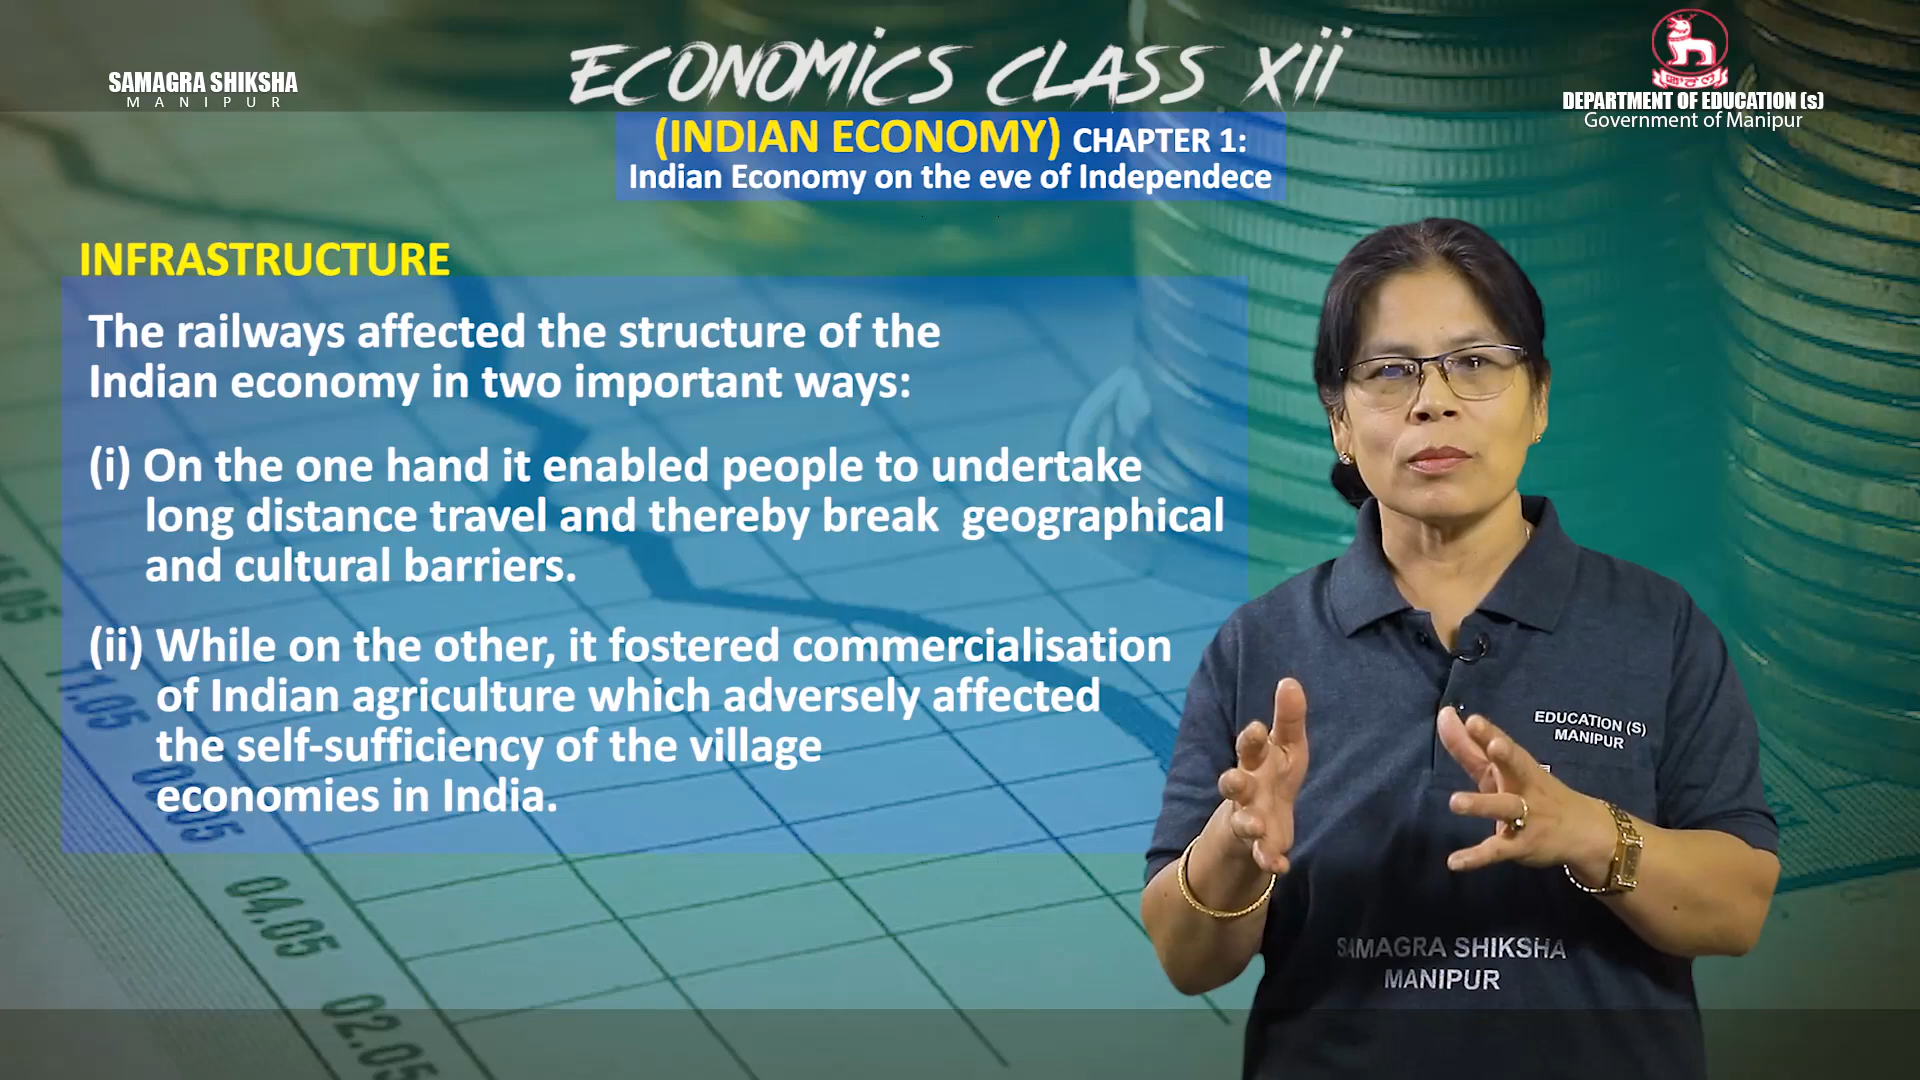 SAMAGRA SHIKSHA
MANIPUR
ECONOMICS CLASS XII
DEPARTMENT OF EDUCATION (s)
Government of Manipur
(INDIAN ECONOMY) CHAPTER 1:
Indian Economy on the eve of Independece
INFRASTRUCTURE
The railways affected the structure of the
Indian economy in two important ways:
(i) On the one hand it enabled people to undertake
long distance travel and thereby break geographical
and cultural barriers.
(ii) While on the other, it fostered commercialisation
of Indian agriculture which adversely affected
the self-sufficiency of the village
economies in India.
EDUCATION (S)
MANIPUR
SAMAGRA SHIKSHA
MANIPUR
11.05
04.05
02.05